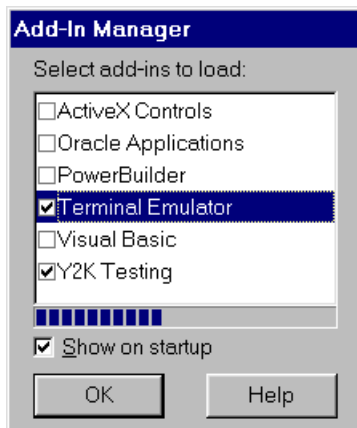 Add-In Manager
Select add-ins to load:
ActiveX Controls
Oracle Applications
PowerBuilder
Terminal Emulator
Visual Basic
Y2K Testing
Show on startup
OK Help